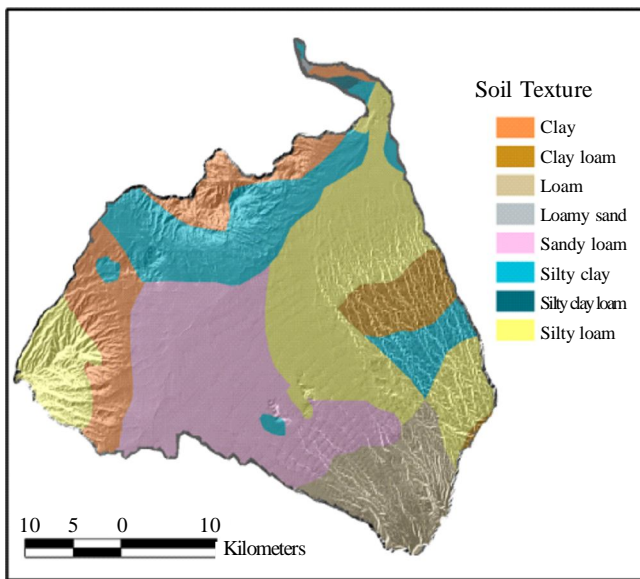 Soil Texture
Clay
Clay loam
Loam
Loamy sand
Sandy loam
Silty clay
Silty clay loam
Silty loam
10 5 0 10
Kilometers